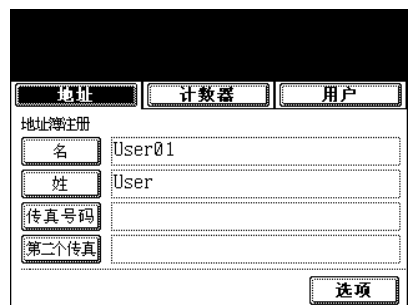 地址 计数器 用户
地址簿注册
名 User01
姓 User
传真号码
第二个传真
选项